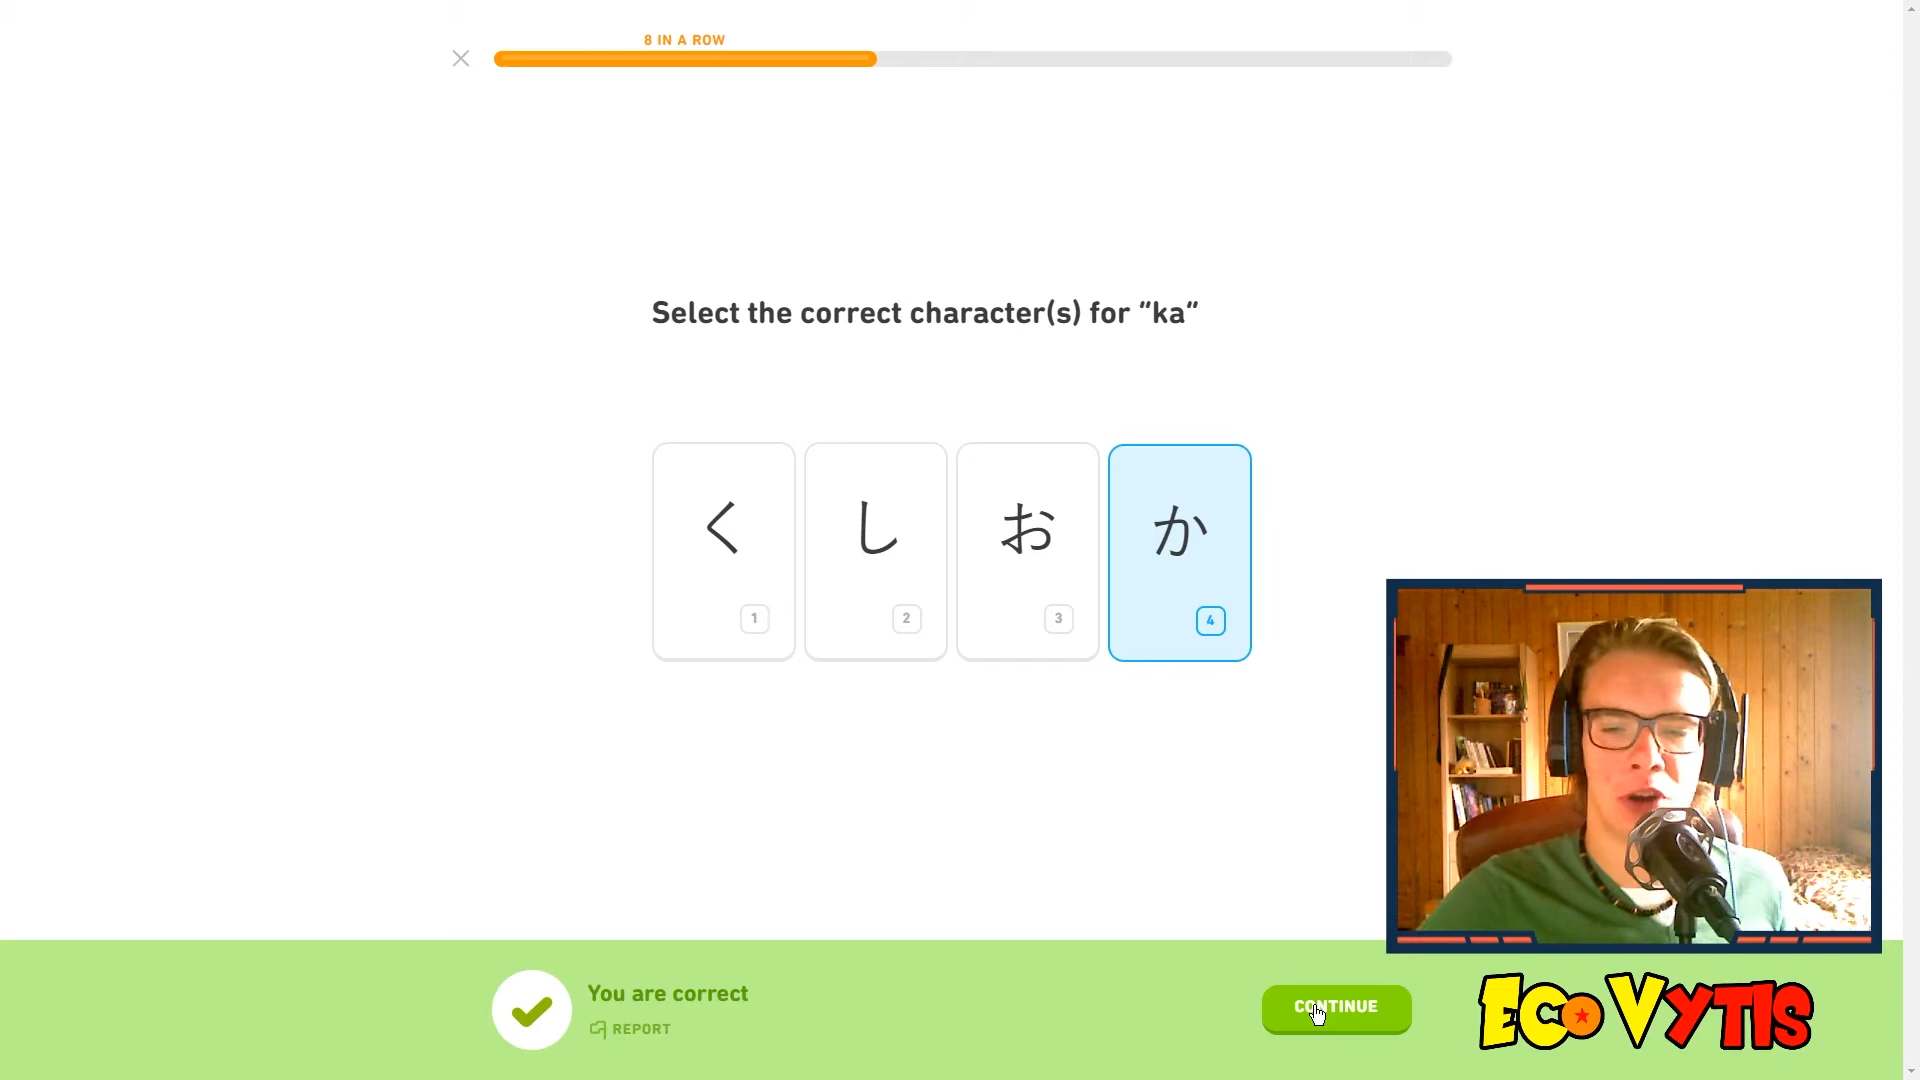 8 IN A ROW
Select the correct character(s) for “ka”
く
し
お
か
1
2
3
4
You are correct
REPORT
CONTINUE
ECO VYTIS